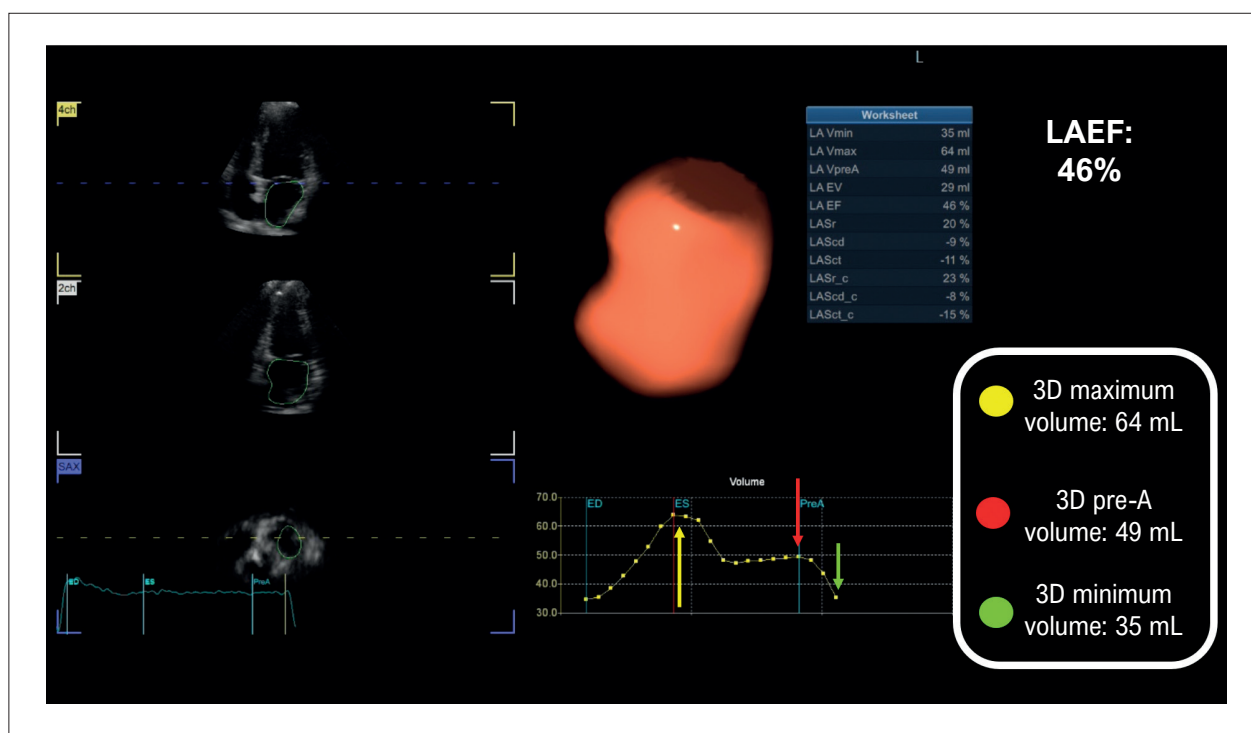 L
4ch
2ch
SAX
ED
ES
PreA
Worksheet
LA Vmin 35 ml
LA Vmax 64 ml
LA VpreA 49 ml
LA EV 29 ml
LA EF 46 %
LASr 20 %
LAScd -9 %
LASct -11 %
LASr_c 23 %
LAScd_c -8 %
LASct_c -15 %
LAEF:
46%
Volume
70.0
60.0
50.0
40.0
30.0
ED
ES
PreA
3D maximum
volume: 64 mL
3D pre-A
volume: 49 mL
3D minimum
volume: 35 mL